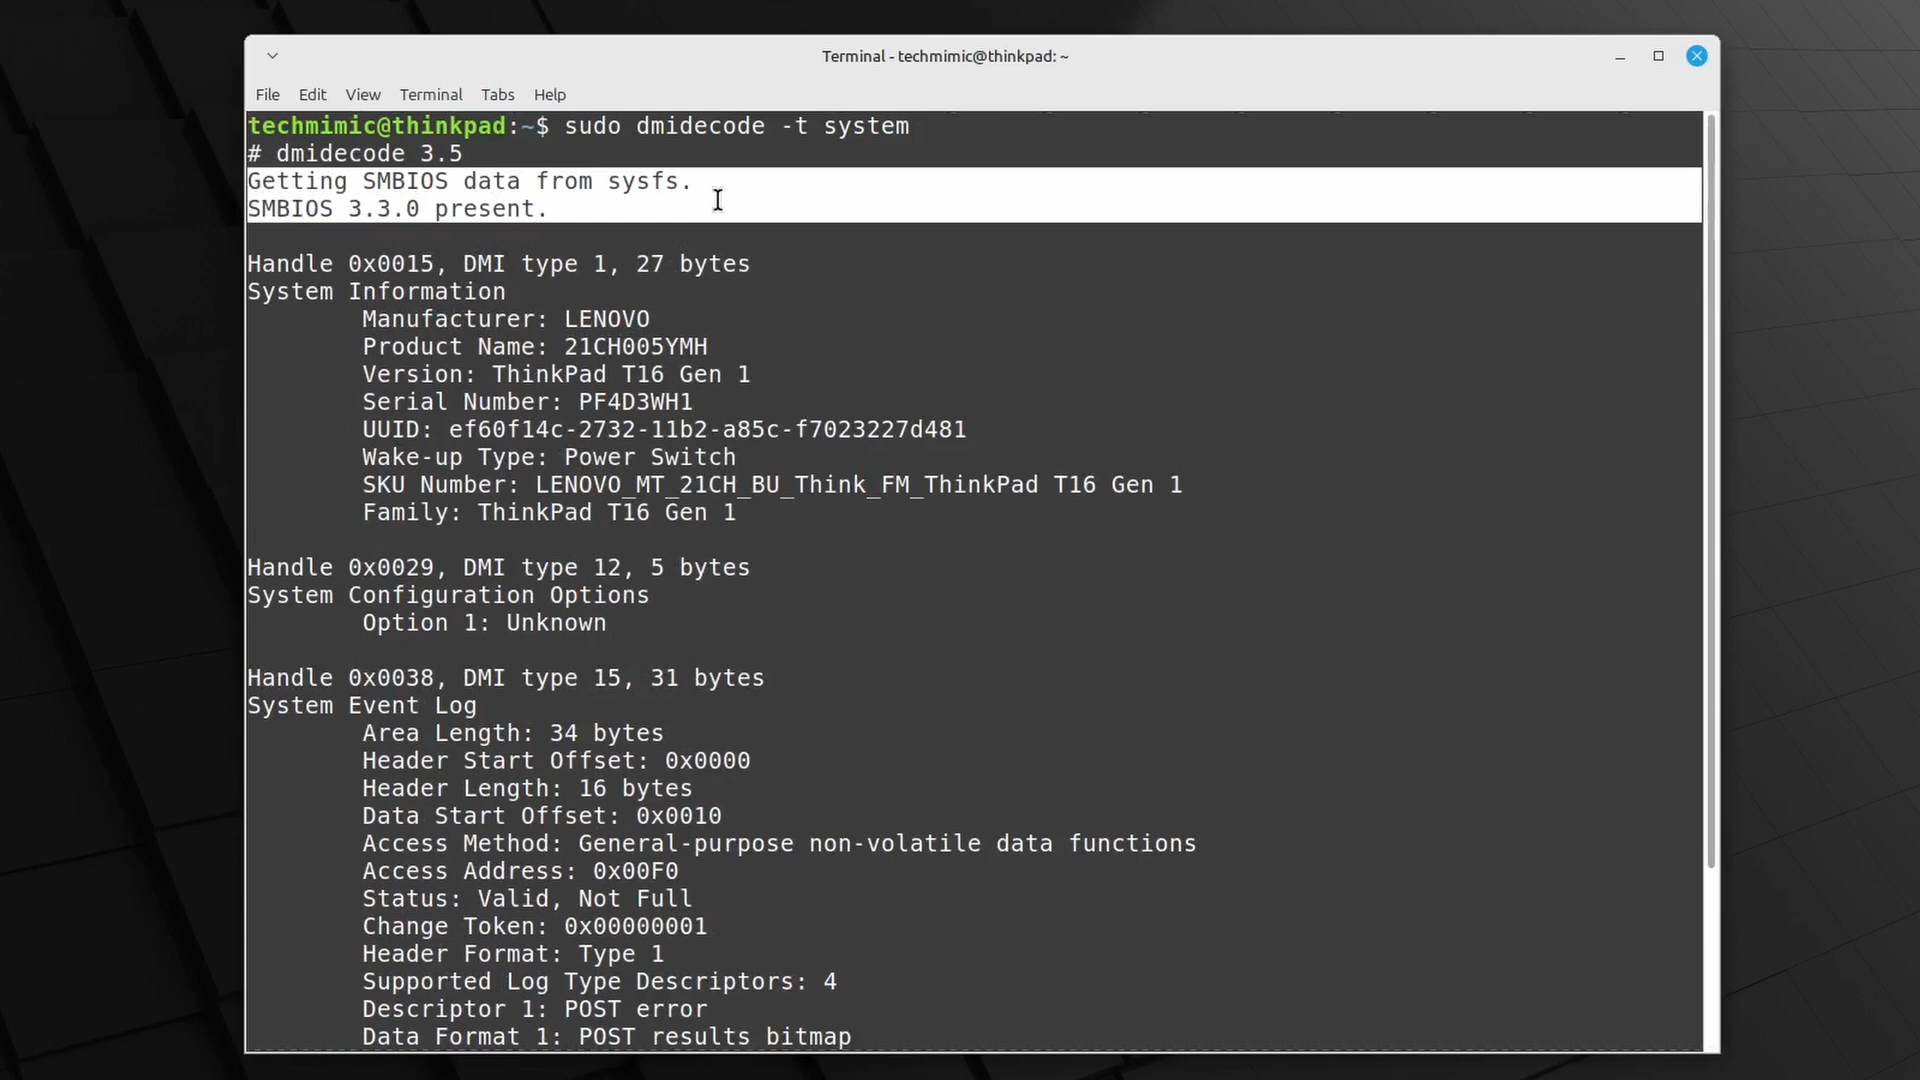 Terminal - techmimic@thinkpad: ~
File Edit View Terminal Tabs Help
techmimic@thinkpad:~$ sudo dmidecode -t system
# dmidecode 3.5
Getting SMBIOS data from sysfs.
SMBIOS 3.3.0 present.
Handle 0x0015, DMI type 1, 27 bytes
System Information
Manufacturer: LENOVO
Product Name: 21CH005YMH
Version: ThinkPad T16 Gen 1
Serial Number: PF4D3WH1
UUID: ef60f14c-2732-11b2-a85c-f7023227d481
Wake-up Type: Power Switch
SKU Number: LENOVO_MT_21CH_BU_Think_FM_ThinkPad T16 Gen 1
Family: ThinkPad T16 Gen 1
Handle 0x0029, DMI type 12, 5 bytes
System Configuration Options
Option 1: Unknown
Handle 0x0038, DMI type 15, 31 bytes
System Event Log
Area Length: 34 bytes
Header Start Offset: 0x0000
Header Length: 16 bytes
Data Start Offset: 0x0010
Access Method: General-purpose non-volatile data functions
Access Address: 0x00F0
Status: Valid, Not Full
Change Token: 0x00000001
Header Format: Type 1
Supported Log Type Descriptors: 4
Descriptor 1: POST error
Data Format 1: POST results bitmap